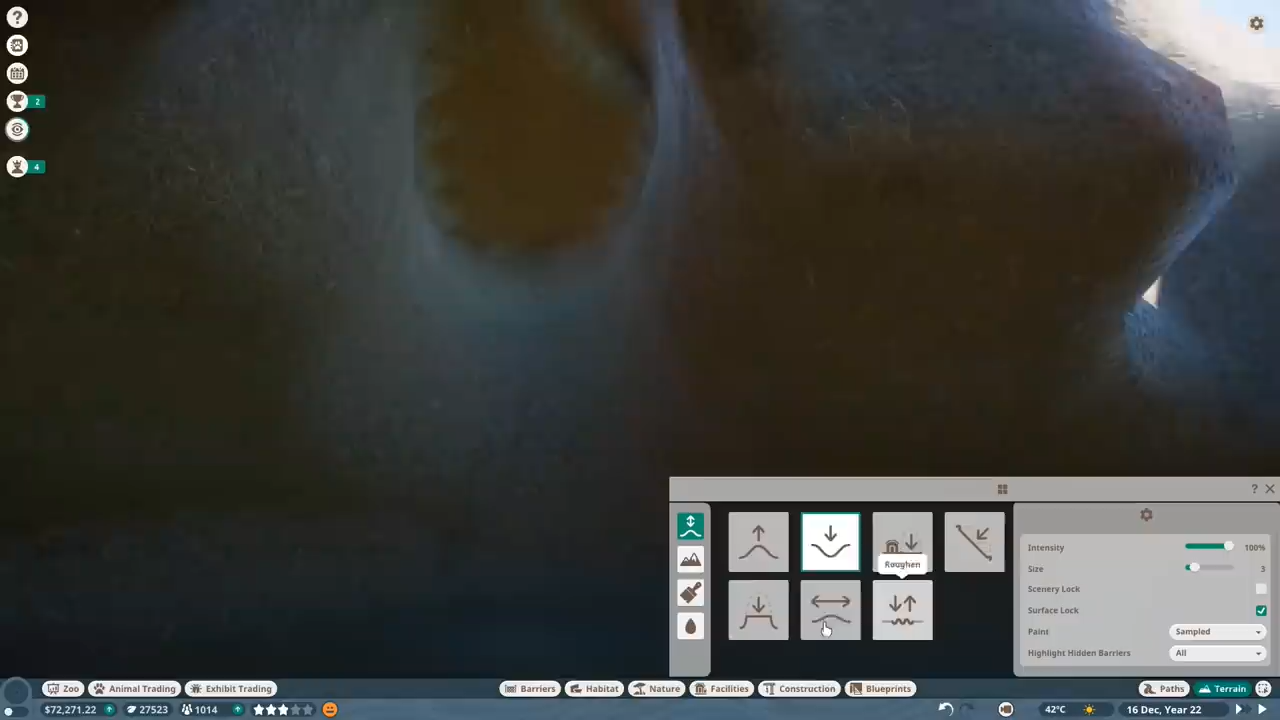 ?
2
4
? ×
Roughen
Intensity 100%
Size 3
Scenery Lock
Surface Lock
Paint Sampled
Highlight Hidden Barriers All
Zoo Animal Trading Exhibit Trading Barriers Habitat Nature Facilities Construction Blueprints Paths Terrain
$72,271.22 27523 1014 42°C 16 Dec, Year 22